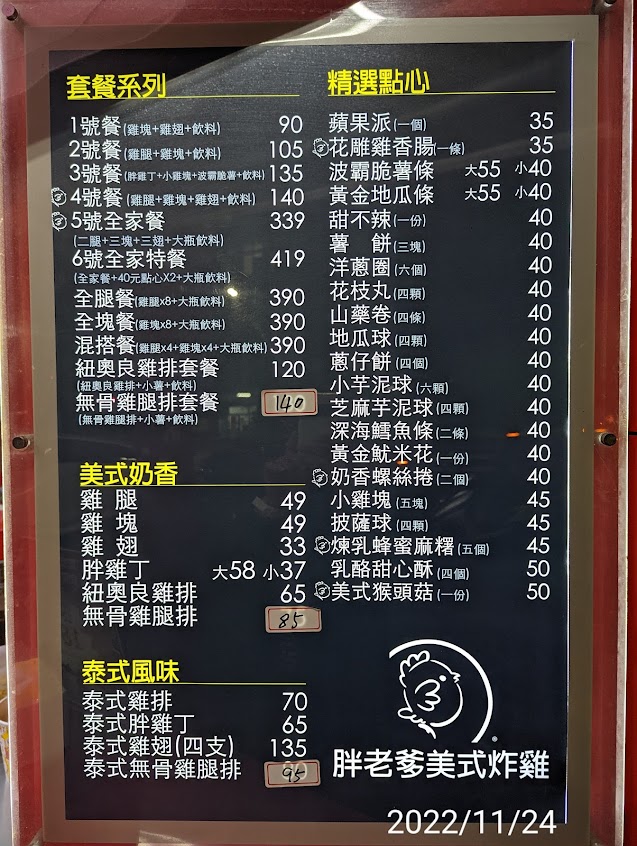 套餐系列
1號餐(雞塊+雞翅+飲料) 90
2號餐(雞腿+雞塊+飲料) 105
3號餐(胖雞丁+小雞塊+波霸脆薯+飲料) 135
4號餐(雞腿+雞塊+雞翅+飲料) 140
5號全家餐 339
(二腿+三塊+三翅+大瓶飲料)
6號全家特餐 419
(全家餐+40元點心X2+大瓶飲料)
全腿餐(雞腿x8+大瓶飲料) 390
全塊餐(雞塊x8+大瓶飲料) 390
混搭餐(雞腿x4+雞塊x4+大瓶飲料) 390
紐奧良雞排套餐 120
(紐奧良雞排+小薯+飲料)
無骨雞腿排套餐 140
(無骨雞腿排+小薯+飲料)
美式奶香
雞 腿 49
雞 塊 49
雞 翅 33
胖雞丁 大58 小37
紐奧良雞排 65
無骨雞腿排 85
泰式風味
泰式雞排 70
泰式胖雞丁 65
泰式雞翅(四支) 135
泰式無骨雞腿排 95
精選點心
蘋果派(一個) 35
花雕雞香腸(一條) 35
波霸脆薯條 大55 小40
黃金地瓜條 大55 小40
甜不辣(一份) 40
薯 餅(三塊) 40
洋蔥圈(六個) 40
花枝丸(四顆) 40
山藥卷(四條) 40
地瓜球(四顆) 40
蔥仔餅(四個) 40
小芋泥球(六顆) 40
芝麻芋泥球(四顆) 40
深海鱈魚條(二條) 40
黃金魷米花(一份) 40
奶香螺絲捲(二個) 40
小雞塊(五塊) 45
披薩球(四顆) 45
煉乳蜂蜜麻糬(五個) 45
乳酪甜心酥(四個) 50
美式猴頭菇(一份) 50
胖老爹美式炸雞
2022/11/24